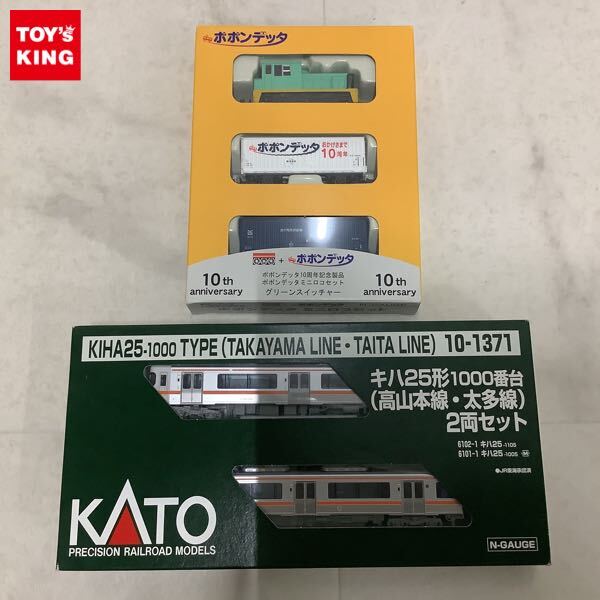 TOY'S
KING
ポポンデッタ
ポポンデッタ
おかげさまで
10周年
10th
anniversary
+ ポポンデッタ
ポポンデッタ10周年記念製品
ポポンデッタミニロコセット
グリーンスイッチャー
10th
anniversary
KIHA25-1000 TYPE (TAKAYAMA LINE・TAITA LINE) 10-1371
キハ25形1000番台
(高山本線・太多線)
2両セット
6102-1 キハ25-1105
6101-1 キハ25-1005 M
●JR東海承認済
KATO
PRECISION RAILROAD MODELS
N-GAUGE